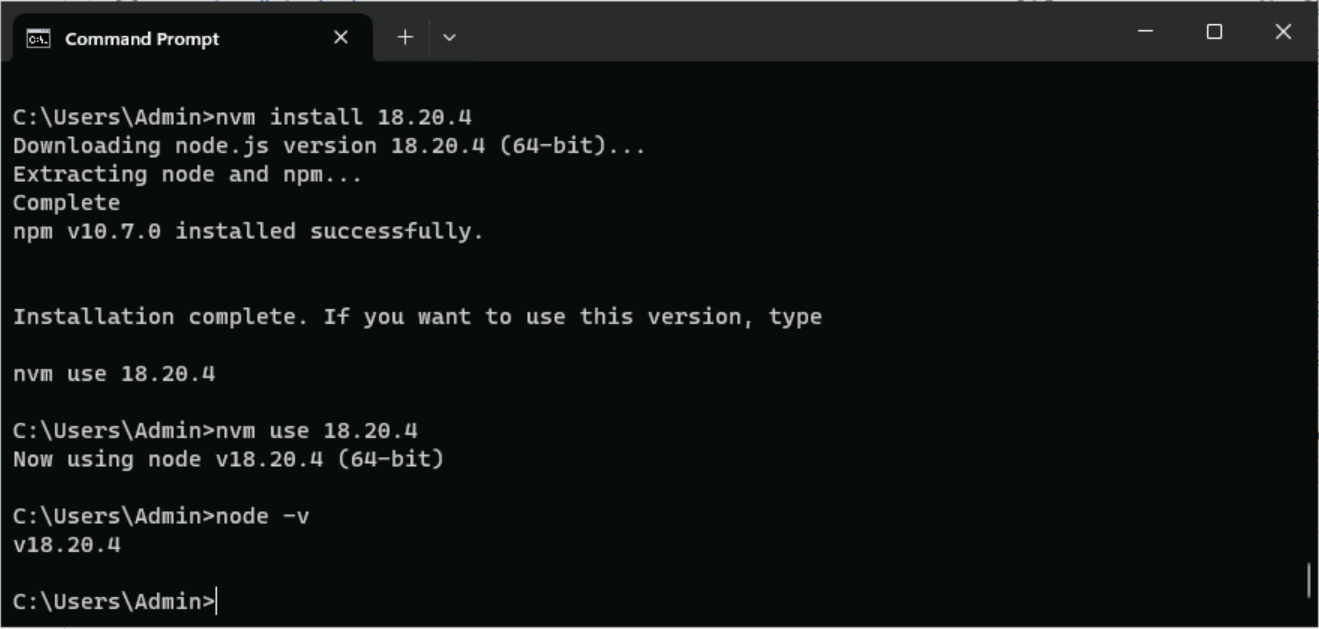 Command Prompt
C:\Users\Admin>nvm install 18.20.4
Downloading node.js version 18.20.4 (64-bit)...
Extracting node and npm...
Complete
npm v10.7.0 installed successfully.
Installation complete. If you want to use this version, type
nvm use 18.20.4
C:\Users\Admin>nvm use 18.20.4
Now using node v18.20.4 (64-bit)
C:\Users\Admin>node -v
v18.20.4
C:\Users\Admin>